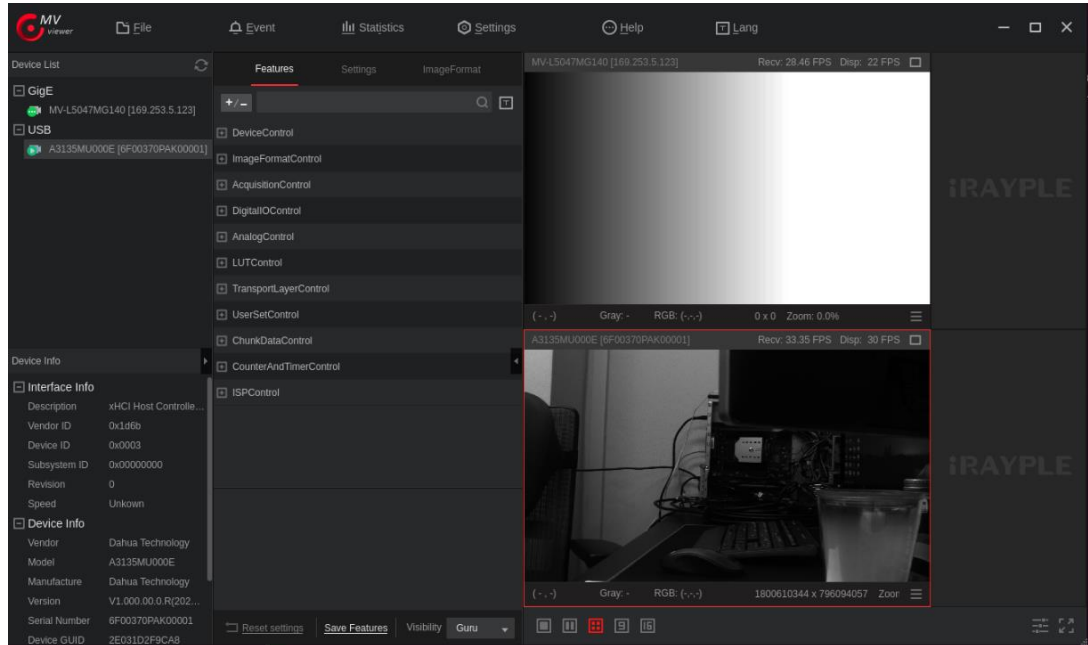 MV viewer File Event Statistics Settings Help Lang
Device List
GigE
MV-L5047MG140 [169.253.5.123]
USB
A3135MU000E [6F00370PAK00001]
Features Settings ImageFormat
+/-
DeviceControl
ImageFormatControl
AcquisitionControl
DigitalIOControl
AnalogControl
LUTControl
TransportLayerControl
UserSetControl
ChunkDataControl
CounterAndTimerControl
ISPControl
Device Info
Interface Info
Description xHCI Host Controlle...
Vendor ID 0x1d6b
Device ID 0x0003
Subsystem ID 0x00000000
Revision 0
Speed Unkown
Device Info
Vendor Dahua Technology
Model A3135MU000E
Manufacture Dahua Technology
Version V1.000.00.0.R(202...
Serial Number 6F00370PAK00001
Device GUID 2E031D2F9CA8
Reset settings Save Features Visibility Guru
MV-L5047MG140 [169.253.5.123] Recv: 28.46 FPS Disp: 22 FPS
( - , -) Gray: - RGB: (-,-,-) 0 x 0 Zoom: 0.0%
A3135MU000E [6F00370PAK00001] Recv: 33.35 FPS Disp: 30 FPS
( - , -) Gray: - RGB: (-,-,-) 1800610344 x 796094057 Zoor
9 16
iRAYPLE
iRAYPLE